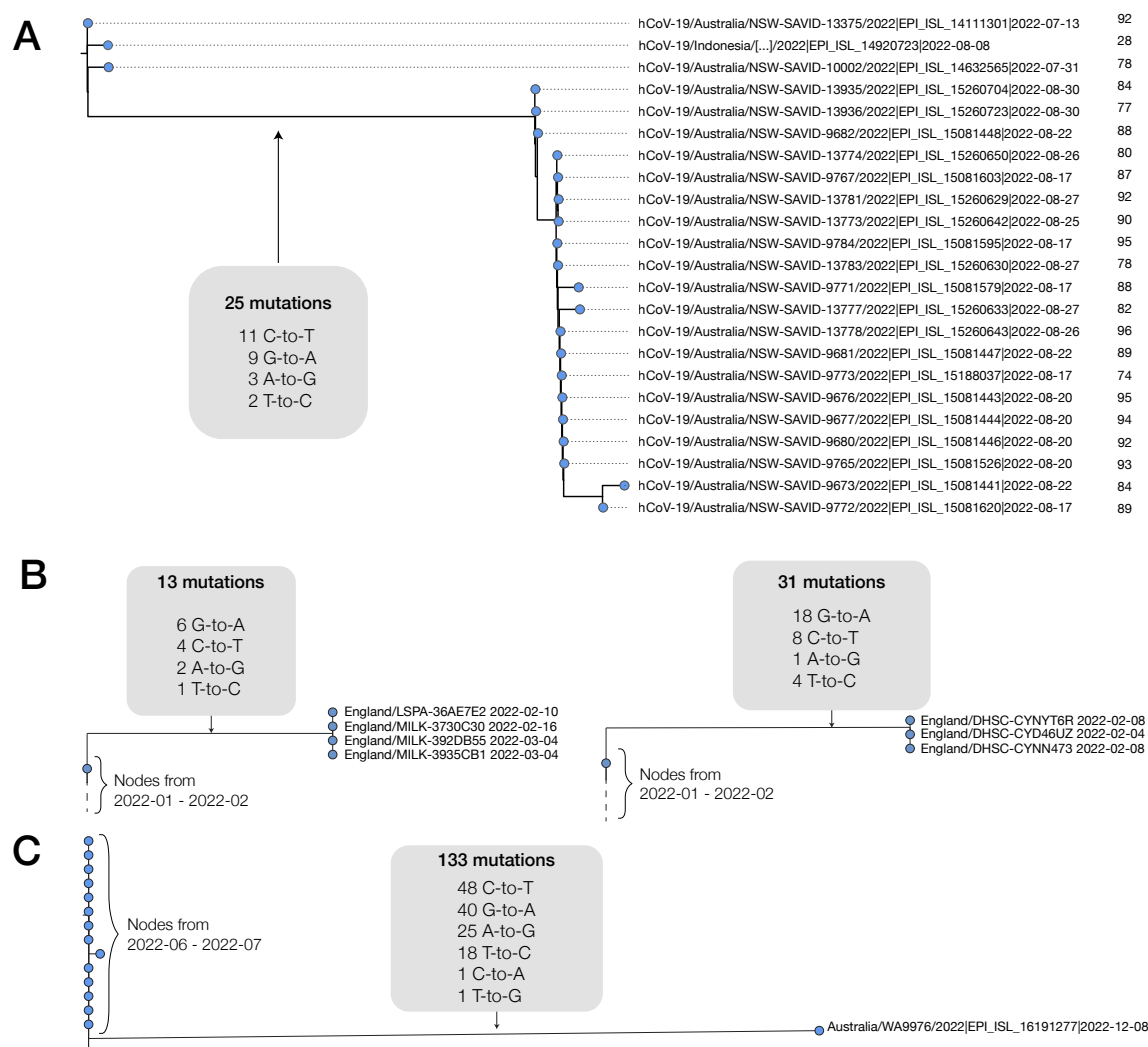 A
hCoV-19/Australia/NSW-SAVID-13375/2022|EPI_ISL_14111301|2022-07-13 92
hCoV-19/Indonesia/[...]/2022|EPI_ISL_14920723|2022-08-08 28
hCoV-19/Australia/NSW-SAVID-10002/2022|EPI_ISL_14632565|2022-07-31 78
hCoV-19/Australia/NSW-SAVID-13935/2022|EPI_ISL_15260704|2022-08-30 84
hCoV-19/Australia/NSW-SAVID-13936/2022|EPI_ISL_15260723|2022-08-30 77
hCoV-19/Australia/NSW-SAVID-9682/2022|EPI_ISL_15081448|2022-08-22 88
hCoV-19/Australia/NSW-SAVID-13774/2022|EPI_ISL_15260650|2022-08-26 80
hCoV-19/Australia/NSW-SAVID-9767/2022|EPI_ISL_15081603|2022-08-17 87
hCoV-19/Australia/NSW-SAVID-13781/2022|EPI_ISL_15260629|2022-08-27 92
hCoV-19/Australia/NSW-SAVID-13773/2022|EPI_ISL_15260642|2022-08-25 90
hCoV-19/Australia/NSW-SAVID-9784/2022|EPI_ISL_15081595|2022-08-17 95
hCoV-19/Australia/NSW-SAVID-13783/2022|EPI_ISL_15260630|2022-08-27 78
hCoV-19/Australia/NSW-SAVID-9771/2022|EPI_ISL_15081579|2022-08-17 88
hCoV-19/Australia/NSW-SAVID-13777/2022|EPI_ISL_15260633|2022-08-27 82
hCoV-19/Australia/NSW-SAVID-13778/2022|EPI_ISL_15260643|2022-08-26 96
hCoV-19/Australia/NSW-SAVID-9681/2022|EPI_ISL_15081447|2022-08-22 89
hCoV-19/Australia/NSW-SAVID-9773/2022|EPI_ISL_15188037|2022-08-17 74
hCoV-19/Australia/NSW-SAVID-9676/2022|EPI_ISL_15081443|2022-08-20 95
hCoV-19/Australia/NSW-SAVID-9677/2022|EPI_ISL_15081444|2022-08-20 94
hCoV-19/Australia/NSW-SAVID-9680/2022|EPI_ISL_15081446|2022-08-20 92
hCoV-19/Australia/NSW-SAVID-9765/2022|EPI_ISL_15081526|2022-08-20 93
hCoV-19/Australia/NSW-SAVID-9673/2022|EPI_ISL_15081441|2022-08-22 84
hCoV-19/Australia/NSW-SAVID-9772/2022|EPI_ISL_15081620|2022-08-17 89
25 mutations
11 C-to-T
9 G-to-A
3 A-to-G
2 T-to-C
B
13 mutations
6 G-to-A
4 C-to-T
2 A-to-G
1 T-to-C
England/LSPA-36AE7E2 2022-02-10
England/MILK-3730C30 2022-02-16
England/MILK-392DB55 2022-03-04
England/MILK-3935CB1 2022-03-04
Nodes from
2022-01 - 2022-02
31 mutations
18 G-to-A
8 C-to-T
1 A-to-G
4 T-to-C
England/DHSC-CYNYT6R 2022-02-08
England/DHSC-CYD46UZ 2022-02-04
England/DHSC-CYNN473 2022-02-08
Nodes from
2022-01 - 2022-02
C
133 mutations
48 C-to-T
40 G-to-A
25 A-to-G
18 T-to-C
1 C-to-A
1 T-to-G
Nodes from
2022-06 - 2022-07
Australia/WA9976/2022|EPI_ISL_16191277|2022-12-08